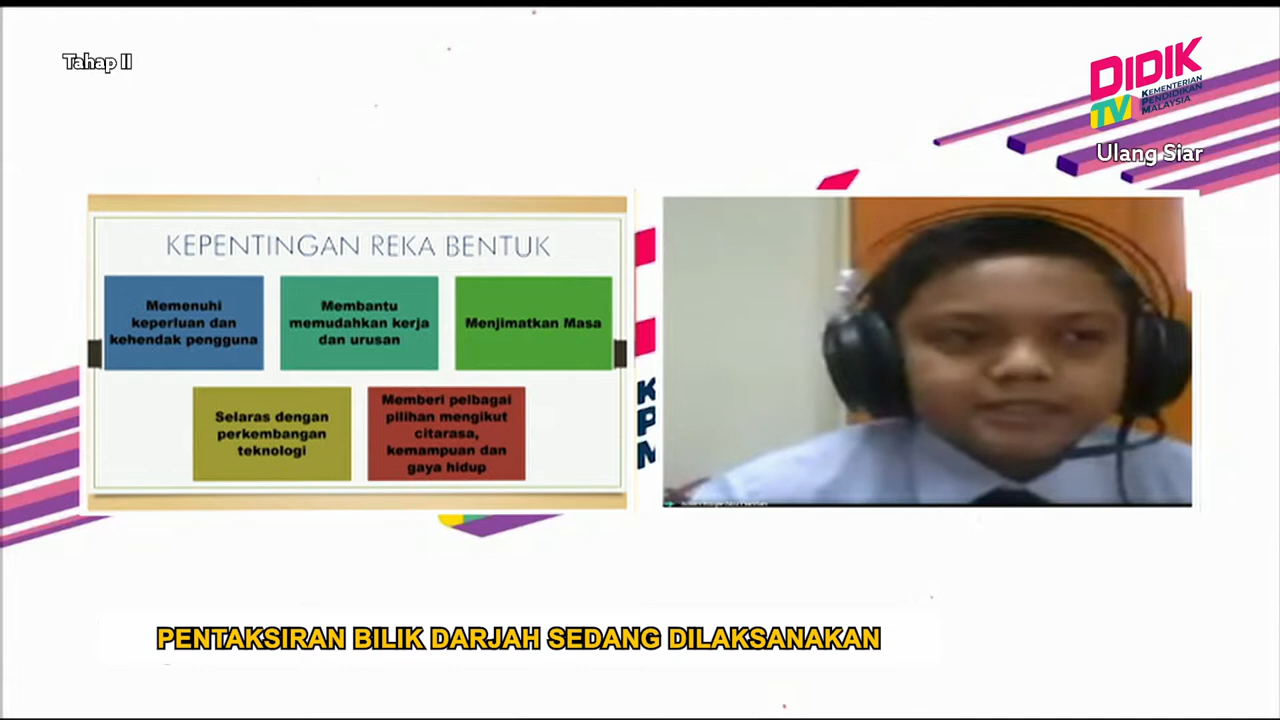 Tahap II
DIDIK
TV
KEMENTERIAN
PENDIDIKAN
MALAYSIA
Ulang Siar
KEPENTINGAN REKA BENTUK
Memenuhi
keperluan dan
kehendak pengguna
Membantu
memudahkan kerja
dan urusan
Menjimatkan Masa
Selaras dengan
perkembangan
teknologi
Memberi pelbagai
pilihan mengikut
citarasa,
kemampuan dan
gaya hidup
K
P
M
PENTAKSIRAN BILIK DARJAH SEDANG DILAKSANAKAN